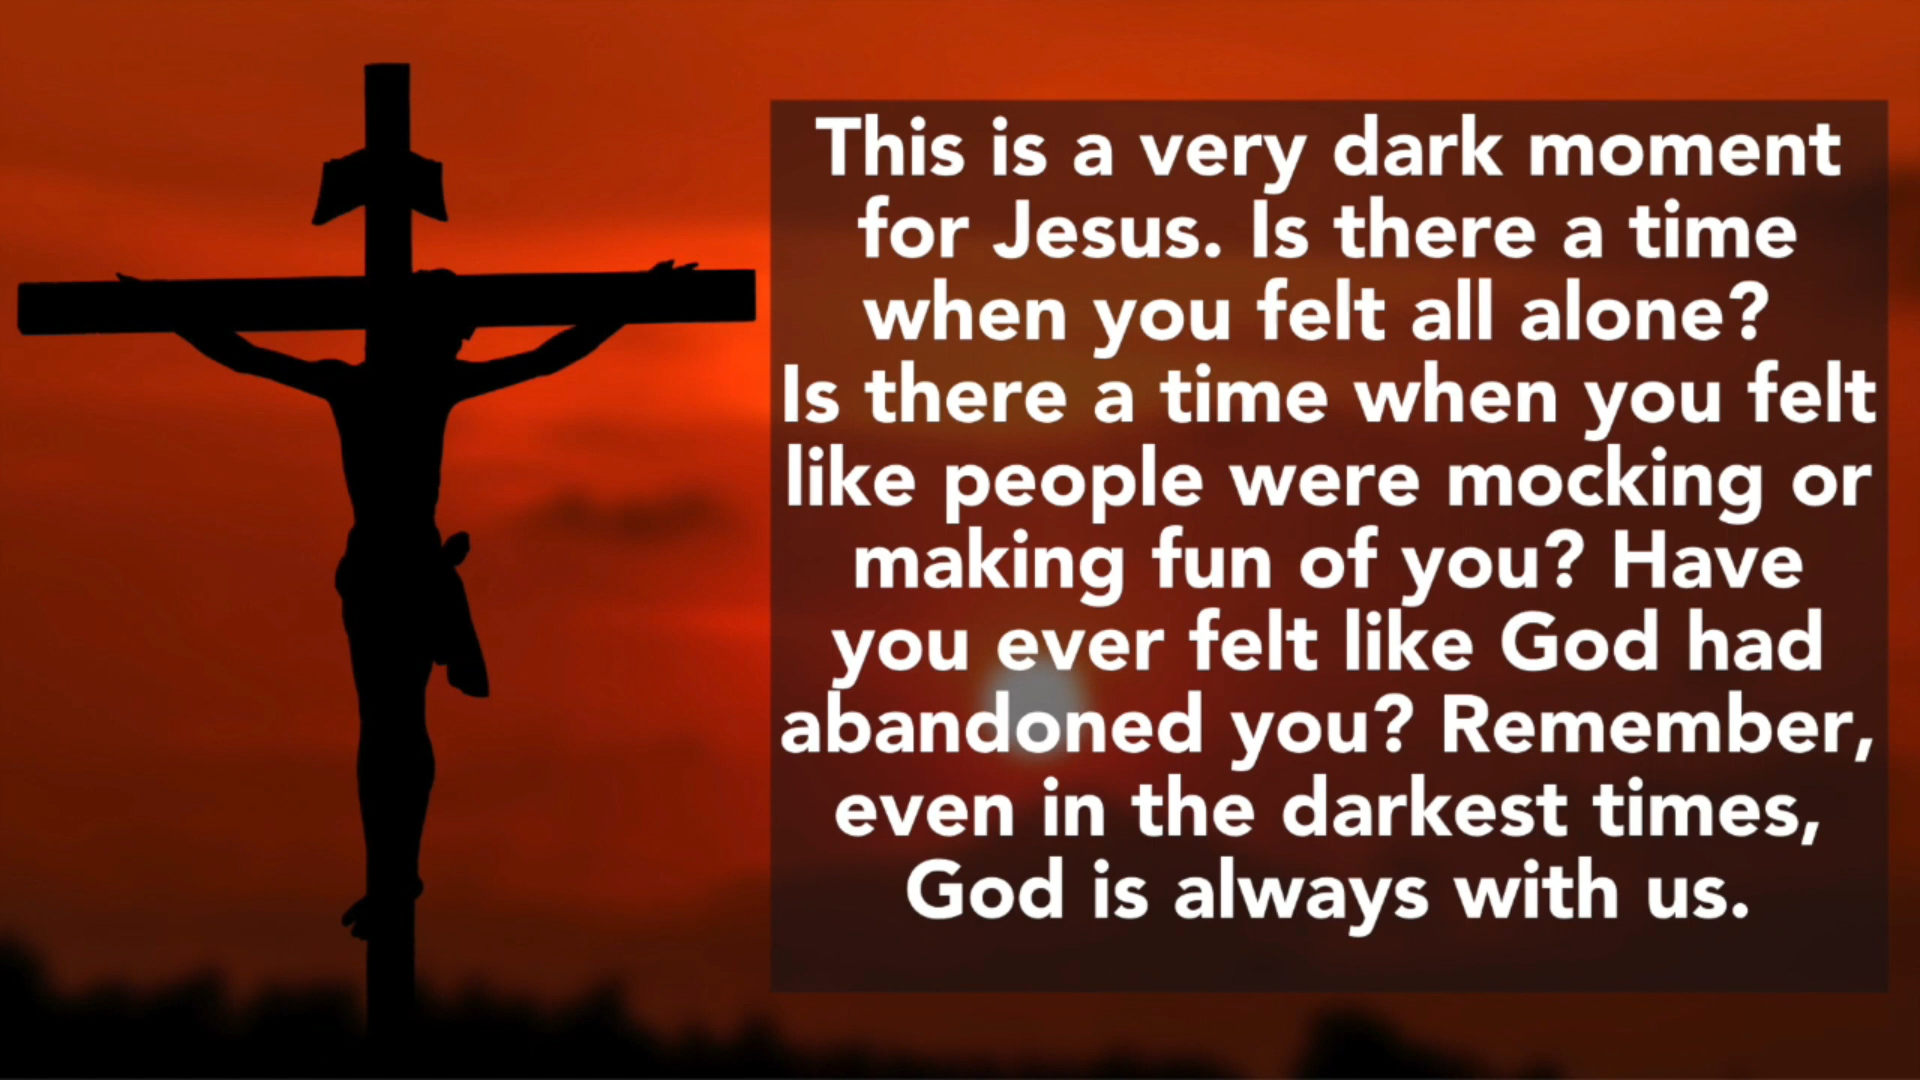 This is a very dark moment
for Jesus. Is there a time
when you felt all alone?
Is there a time when you felt
like people were mocking or
making fun of you? Have
you ever felt like God had
abandoned you? Remember,
even in the darkest times,
God is always with us.